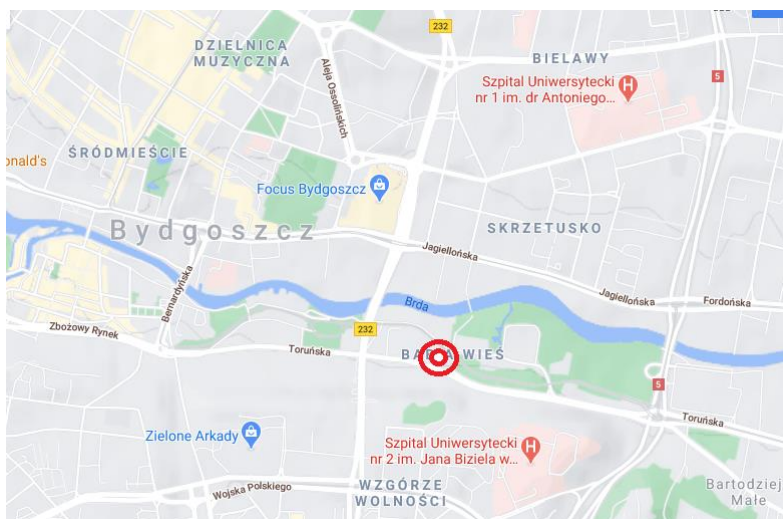 232
DZIELNICA
MUZYCZNA
Aleja Ossolińskich
BIELAWY
Szpital Uniwersytecki
nr 1 im. dr Antoniego...
H
5
ŚRÓDMIEŚCIE
onald's
Focus Bydgoszcz
Bydgoszcz
SKRZETUSKO
Jagiellońska
Bernardyńska
Jagiellońska
Fordońska
Brda
Zbożowy Rynek
232
Toruńska
WIEŚ
5
Toruńska
Zielone Arkady
Szpital Uniwersytecki
nr 2 im. Jana Biziela w...
H
Wojska Polskiego
WZGÓRZE
WOLNOŚCI
Bartodziej
Małe